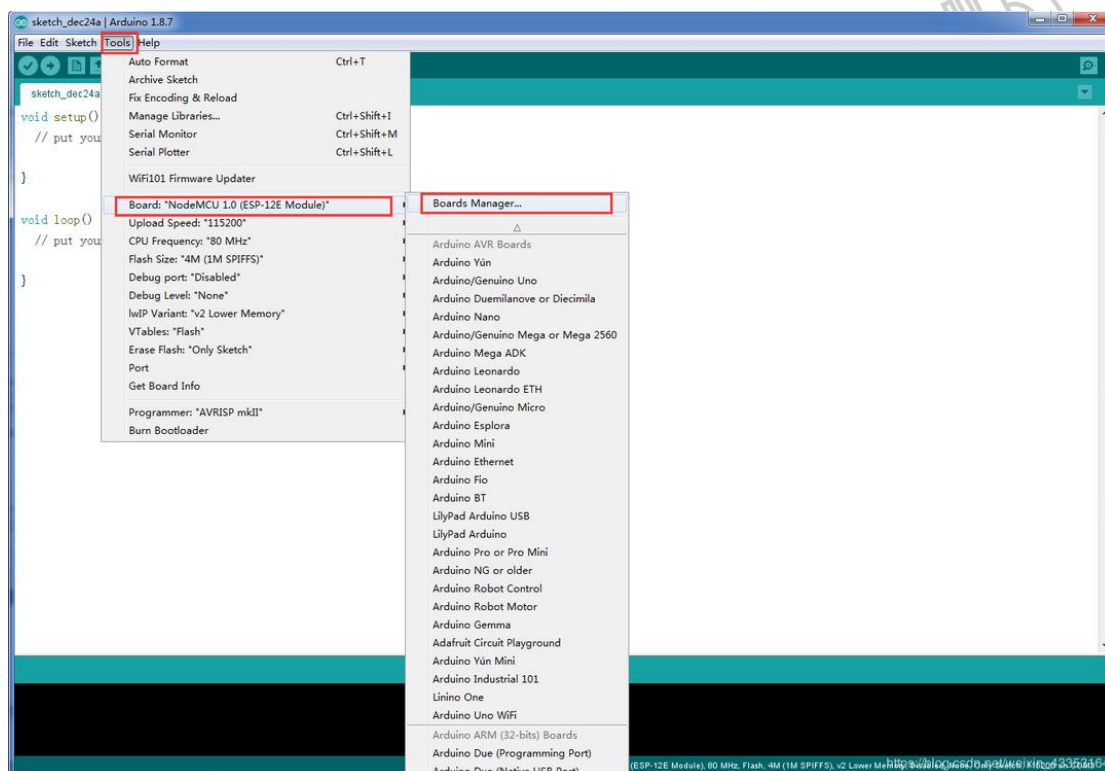 sketch_dec24a | Arduino 1.8.7
File Edit Sketch Tools Help
sketch_dec24a
void setup()
// put you
}
void loop()
// put you
}
Auto Format Ctrl+T
Archive Sketch
Fix Encoding & Reload
Manage Libraries... Ctrl+Shift+I
Serial Monitor Ctrl+Shift+M
Serial Plotter Ctrl+Shift+L
WiFi101 Firmware Updater
Board: "NodeMCU 1.0 (ESP-12E Module)"
Upload Speed: "115200"
CPU Frequency: "80 MHz"
Flash Size: "4M (1M SPIFFS)"
Debug port: "Disabled"
Debug Level: "None"
lwIP Variant: "v2 Lower Memory"
VTables: "Flash"
Erase Flash: "Only Sketch"
Port
Get Board Info
Programmer: "AVRISP mkII"
Burn Bootloader
Boards Manager...
Arduino AVR Boards
Arduino Yún
Arduino/Genuino Uno
Arduino Duemilanove or Diecimila
Arduino Nano
Arduino/Genuino Mega or Mega 2560
Arduino Mega ADK
Arduino Leonardo
Arduino Leonardo ETH
Arduino/Genuino Micro
Arduino Esplora
Arduino Mini
Arduino Ethernet
Arduino Fio
Arduino BT
LilyPad Arduino USB
LilyPad Arduino
Arduino Pro or Pro Mini
Arduino NG or older
Arduino Robot Control
Arduino Robot Motor
Arduino Gemma
Adafruit Circuit Playground
Arduino Yún Mini
Arduino Industrial 101
Linino One
Arduino Uno WiFi
Arduino ARM (32-bits) Boards
Arduino Due (Programming Port)
Arduino Due (Native USB Port)
(ESP-12E Module), 80 MHz, Flash, 4M (1M SPIFFS), v2 Lower